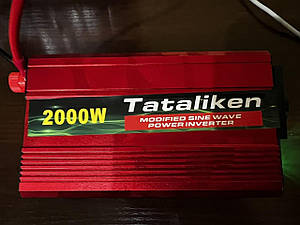 2000W
Tataliken
MODIFIED SINE WAVE
POWER INVERTER